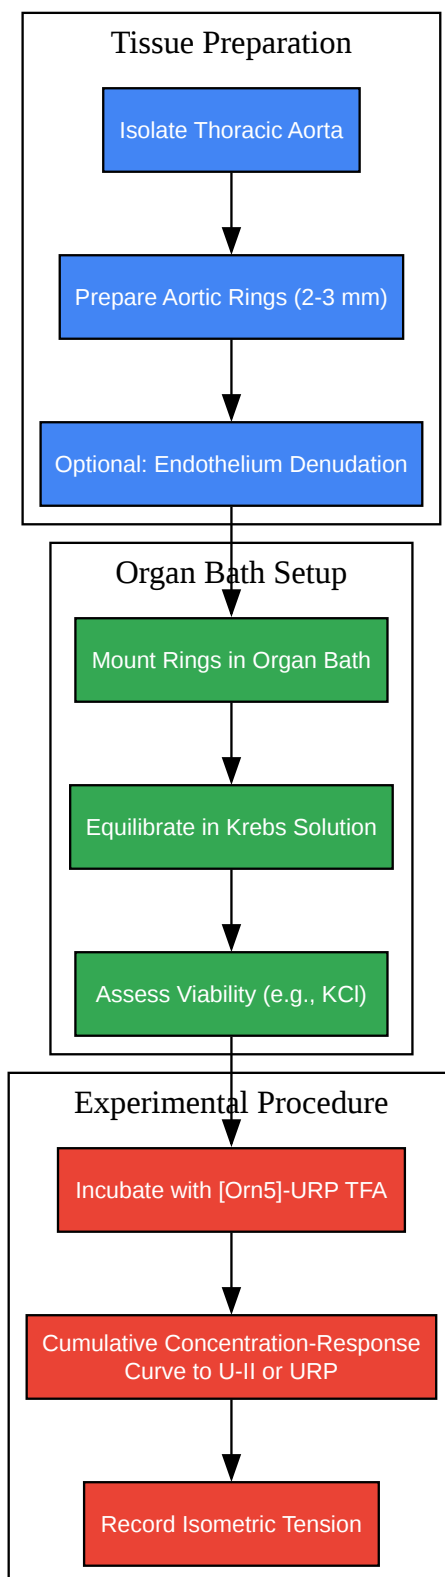 Tissue Preparation
Isolate Thoracic Aorta
Prepare Aortic Rings (2-3 mm)
Optional: Endothelium Denudation
Organ Bath Setup
Mount Rings in Organ Bath
Equilibrate in Krebs Solution
Assess Viability (e.g., KCl)
Experimental Procedure
Incubate with [Orn5]-URP TFA
Cumulative Concentration-Response
Curve to U-II or URP
Record Isometric Tension